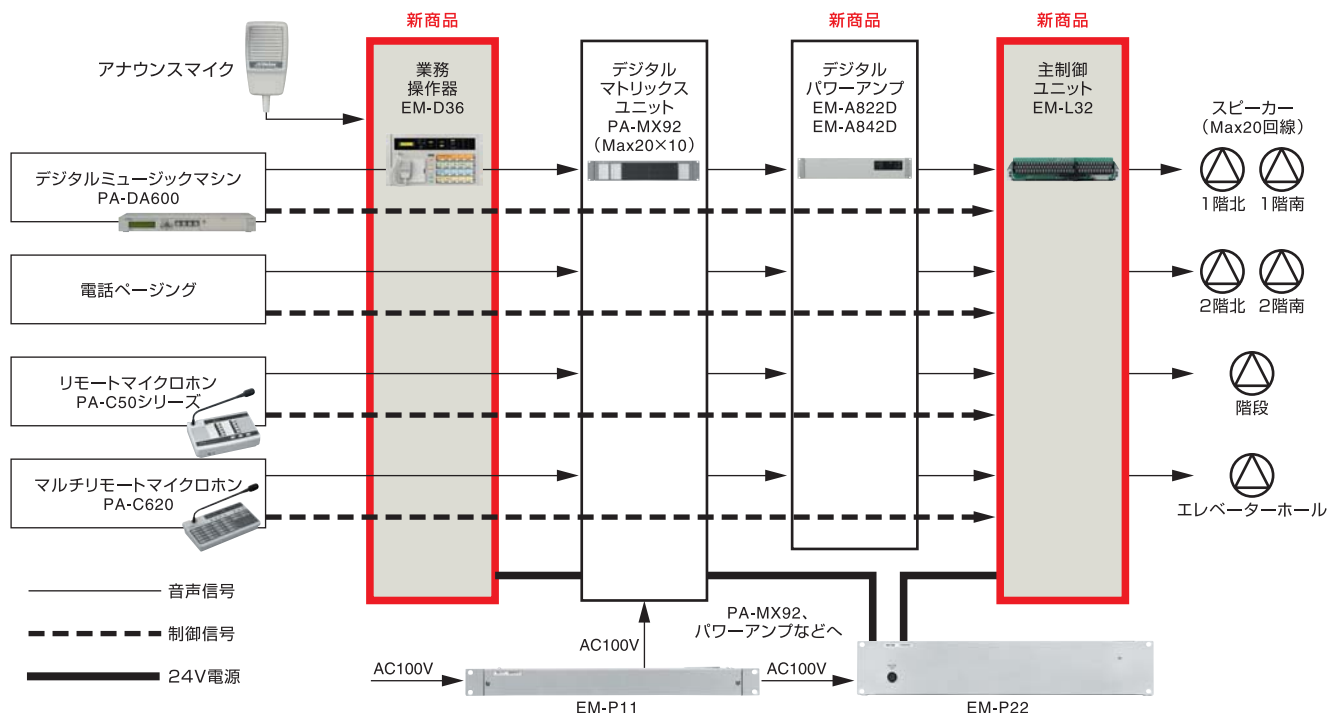 新商品
新商品
新商品
アナウンスマイク
業務
操作器
EM-D36
デジタル
マトリックス
ユニット
PA-MX92
(Max20×10)
デジタル
パワーアンプ
EM-A822D
EM-A842D
主制御
ユニット
EM-L32
スピーカー
(Max20回線)
デジタルミュージックマシン
PA-DA600
1階北 1階南
電話ページング
2階北 2階南
リモートマイクロホン
PA-C50シリーズ
階段
マルチリモートマイクロホン
PA-C620
エレベーターホール
音声信号
制御信号
24V電源
PA-MX92、
パワーアンプなどへ
AC100V
AC100V
AC100V
EM-P11
EM-P22